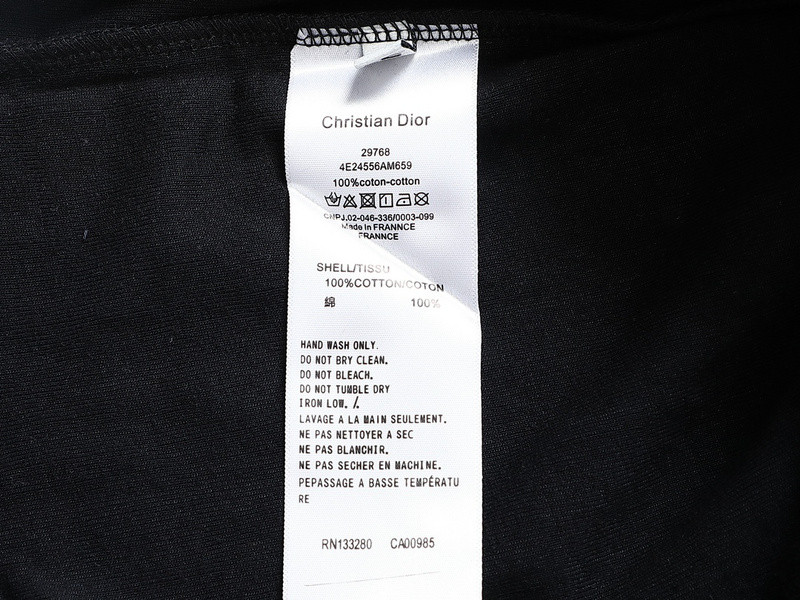 Christian Dior
29768
4E24556AM659
100%coton-cotton
CNPJ.02-046-336/0003-099
Made in FRANNCE
FRANNCE
SHELL/TISSU
100%COTTON/COTON
綿 100%
HAND WASH ONLY.
DO NOT BRY CLEAN.
DO NOT BLEACH.
DO NOT TUMBLE DRY
IRON LOW. /.
LAVAGE A LA MAIN SEULEMENT.
NE PAS NETTOYER A SEC
NE PAS BLANCHIR.
NE PAS SECHER EN MACHINE.
PEPASSAGE A BASSE TEMPÉRATU
RE
RN133280 CA00985